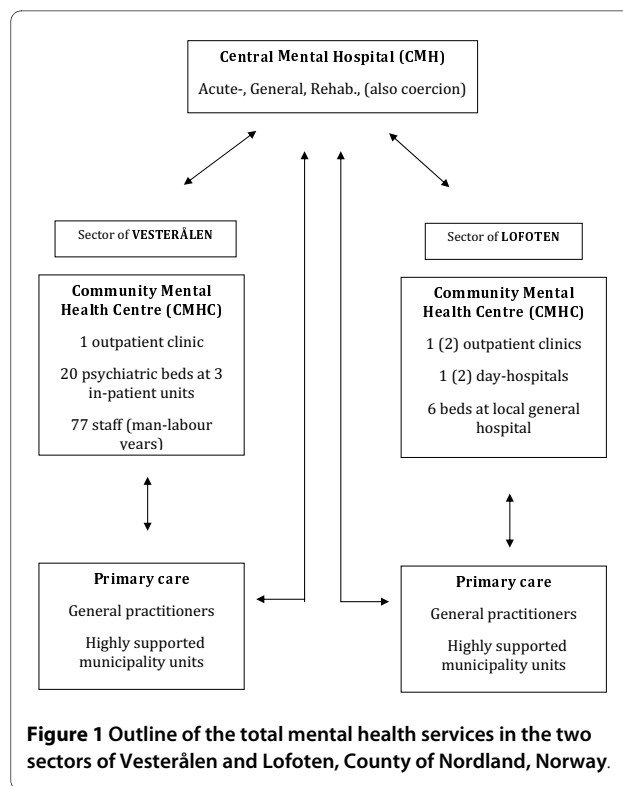 Central Mental Hospital (CMH)
Acute-, General, Rehab., (also coercion)
Sector of VESTERÅLEN
Community Mental
Health Centre (CMHC)
1 outpatient clinic
20 psychiatric beds at 3
in-patient units
77 staff (man-labour
years)
Primary care
General practitioners
Highly supported
municipality units
Sector of LOFOTEN
Community Mental
Health Centre (CMHC)
1 (2) outpatient clinics
1 (2) day-hospitals
6 beds at local general
hospital
Primary care
General practitioners
Highly supported
municipality units
Figure 1 Outline of the total mental health services in the two
sectors of Vesterålen and Lofoten, County of Nordland, Norway.